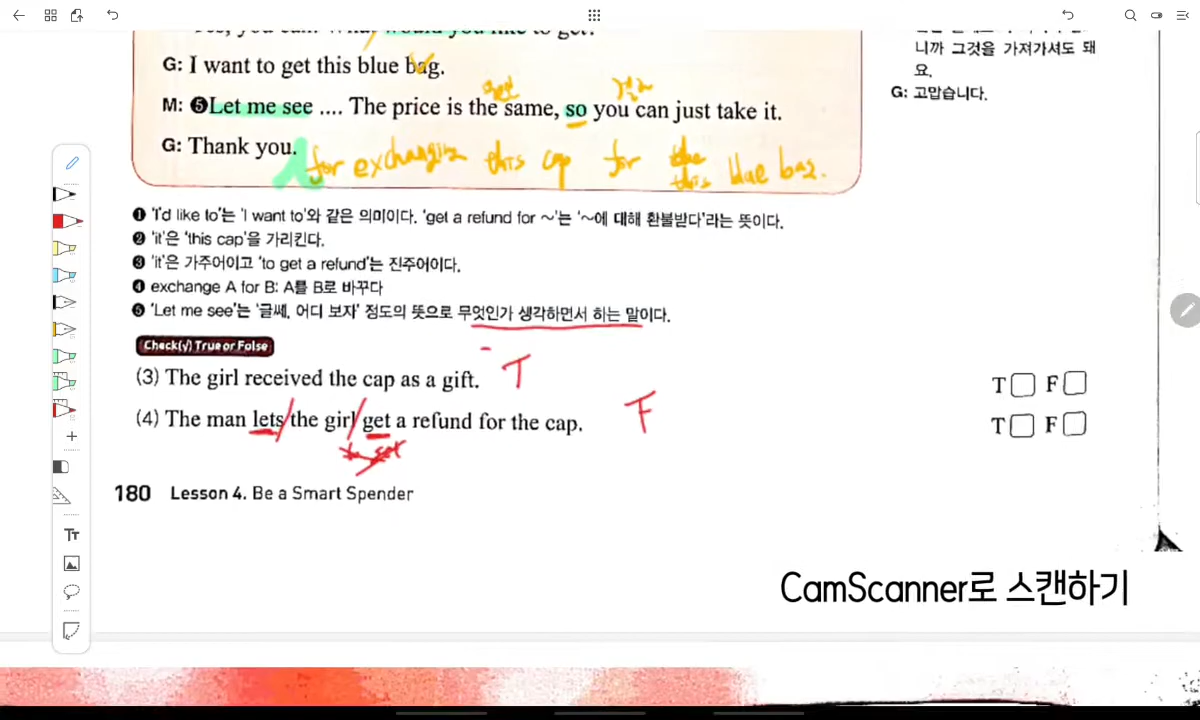 G: I want to get this blue bag.
니까 그것을 가져가셔도 돼
요.
G: 고맙습니다.
M: ❺Let me see .... The price is the same, so you can just take it.
G: Thank you.
for exchanging this cap for the
this blue bag.
❶ 'I'd like to'는 'I want to'와 같은 의미이다. 'get a refund for ~'는 '~에 대해 환불받다'라는 뜻이다.
❷ 'it'은 'this cap'을 가리킨다.
❸ 'it'은 가주어이고 'to get a refund'는 진주어이다.
❹ exchange A for B: A를 B로 바꾸다
❺ 'Let me see'는 '글쎄, 어디 보자' 정도의 뜻으로 무엇인가 생각하면서 하는 말이다.
Check(√) True or False
(3) The girl received the cap as a gift. T
T F
(4) The man lets/the girl/get a refund for the cap. F
T F
180 Lesson 4. Be a Smart Spender
CamScanner로 스캔하기
Tт